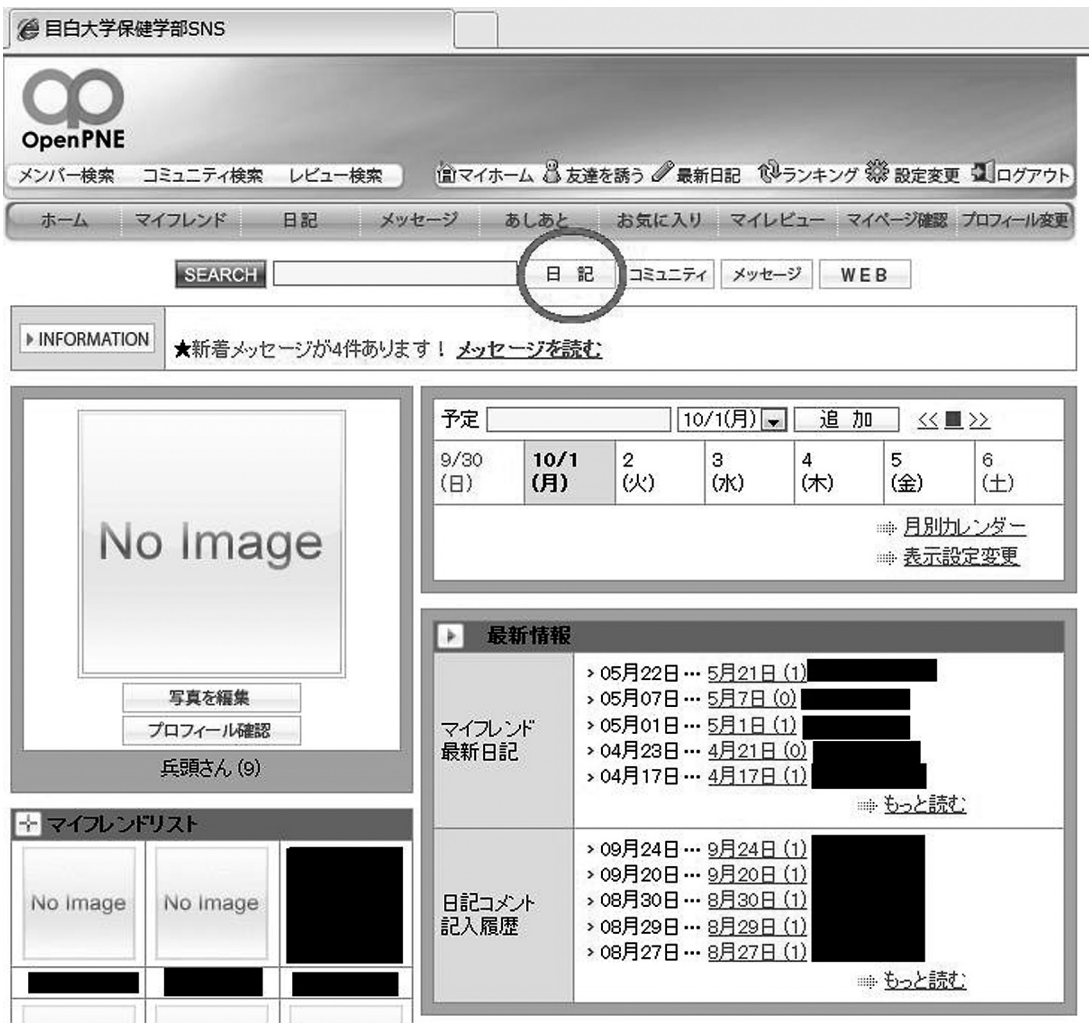 目白大学保健学部SNS
OpenPNE
メンバー検索 コミュニティ検索 レビュー検索 マイホーム 友達を誘う 最新日記 ランキング 設定変更 ログアウト
ホーム マイフレンド 日記 メッセージ あしあと お気に入り マイレビュー マイページ確認 プロフィール変更
SEARCH 日 記 コミュニティ メッセージ WEB
INFORMATION ★新着メッセージが4件あります! メッセージを読む
No Image
写真を編集
プロフィール確認
兵頭さん (9)
マイフレンドリスト
No Image No Image
予定 10/1(月) 追 加 << ■ >>
9/30 10/1 2 3 4 5 6
(日) (月) (火) (水) (木) (金) (土)
月別カレンダー
表示設定変更
最新情報
マイフレンド
最新日記
> 05月22日… 5月21日 (1)
> 05月07日… 5月7日 (0)
> 05月01日… 5月1日 (1)
> 04月23日… 4月21日 (0)
> 04月17日… 4月17日 (1)
もっと読む
日記コメント
記入履歴
> 09月24日… 9月24日 (1)
> 09月20日… 9月20日 (1)
> 08月30日… 8月30日 (1)
> 08月29日… 8月29日 (1)
> 08月27日… 8月27日 (1)
もっと読む